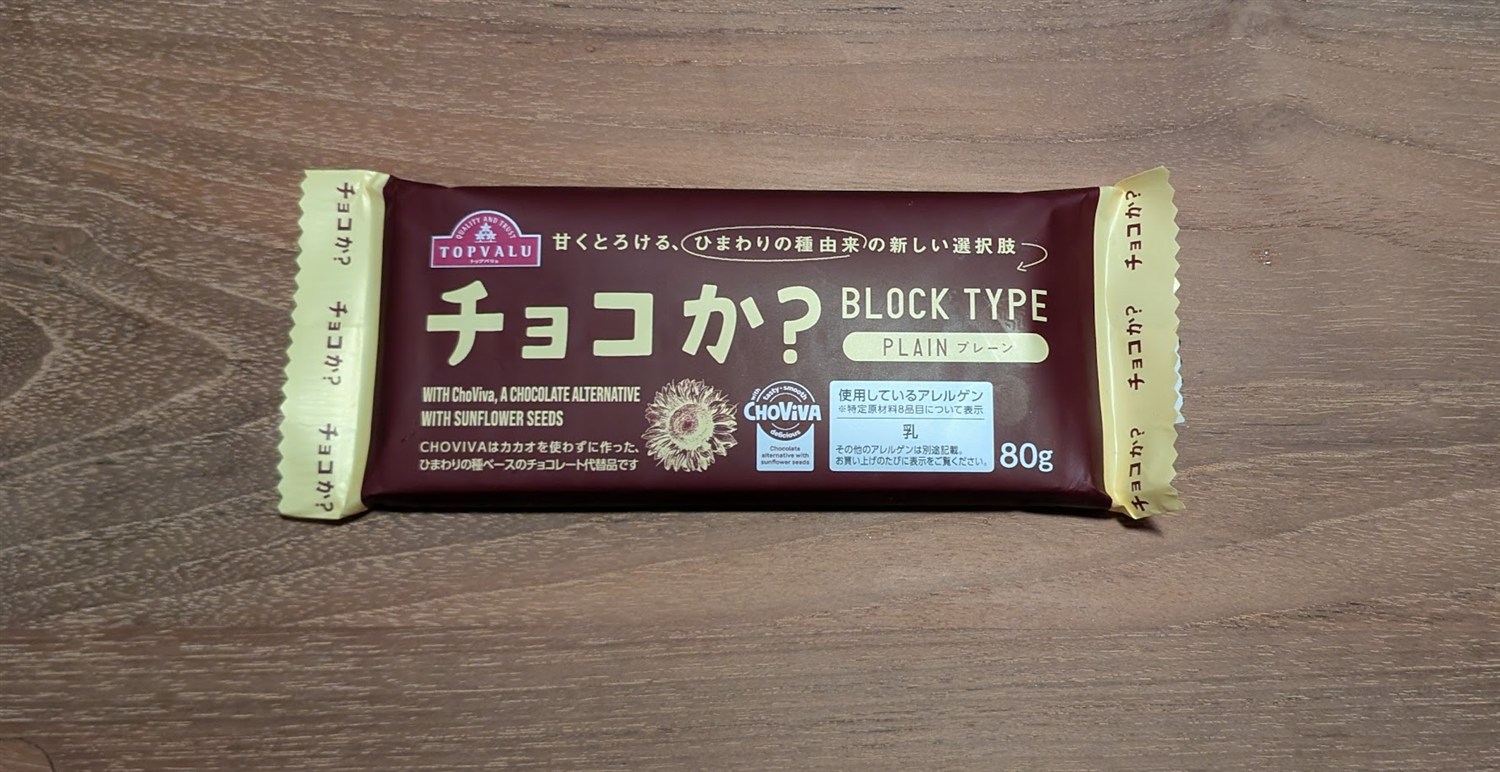 チョコか?
チョコか?
チョコか?
QUALITY AND TRUST
TOPVALU
トップバリュ
甘くとろける、ひまわりの種由来の新しい選択肢
チョコか?
BLOCK TYPE
PLAIN プレーン
WITH ChoViva, A CHOCOLATE ALTERNATIVE
WITH SUNFLOWER SEEDS
CHOVIVAはカカオを使わずに作った、
ひまわりの種ベースのチョコレート代替品です
with
tasty・smooth
CHOViVA
delicious
Chocolate
alternative with
sunflower seeds
使用しているアレルゲン
※特定原材料8品目について表示
乳
その他のアレルゲンは別途記載。
お買い上げのたびに表示をご覧ください。
80g
チョコか?
チョコか?
チョコか?